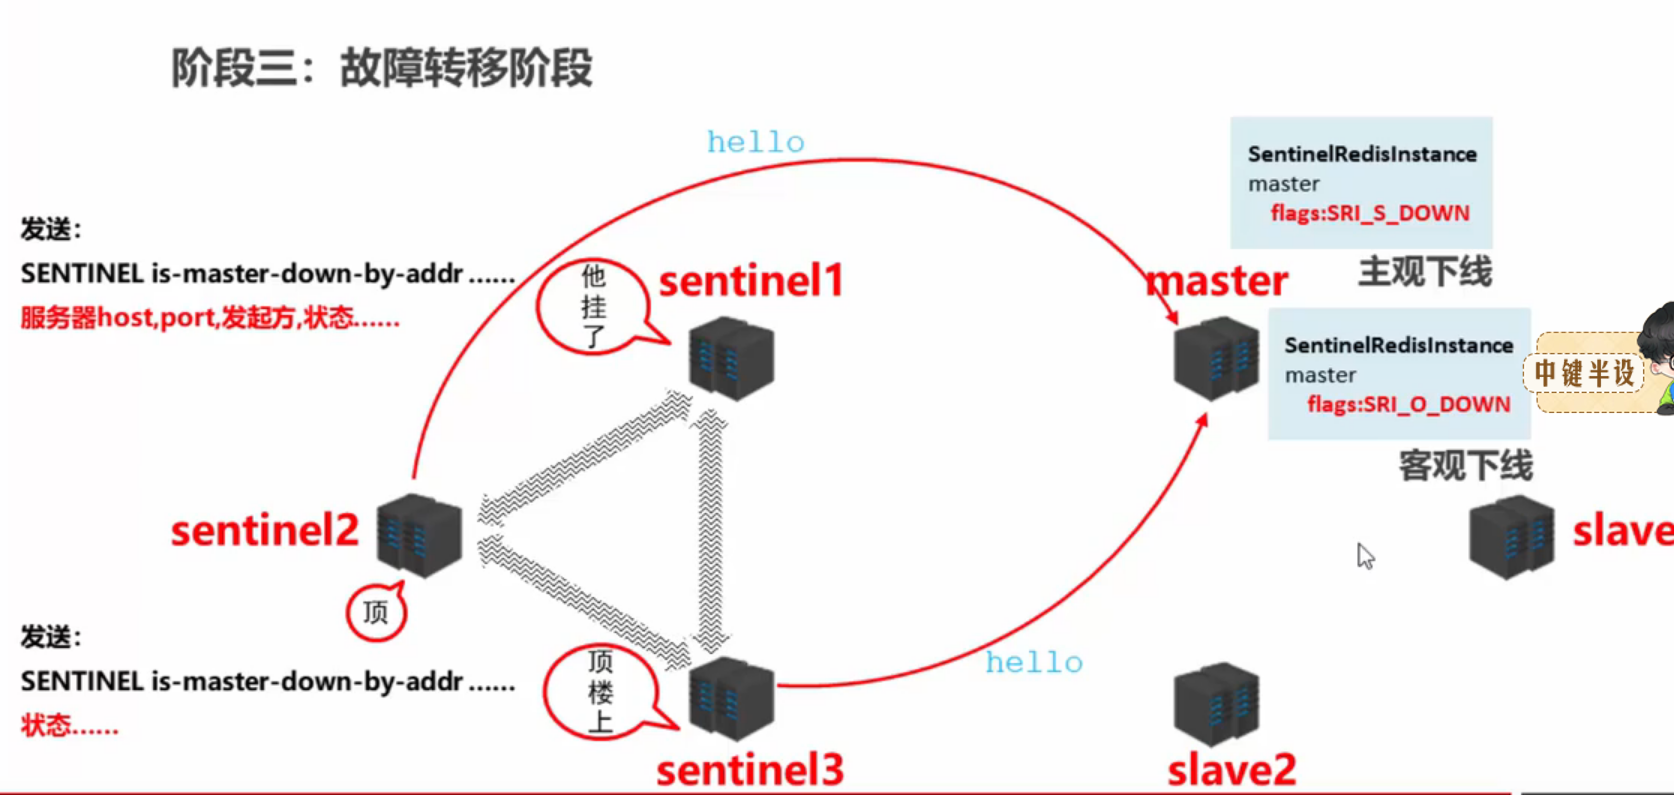 阶段三：故障转移阶段
hello
SentinelRedisInstance
master
flags:SRI_S_DOWN
主观下线
发送：
SENTINEL is-master-down-by-addr ......
服务器host,port,发起方,状态......
他
挂
了
sentinel1
master
SentinelRedisInstance
master
flags:SRI_O_DOWN
客观下线
中键半设
sentinel2
顶
slave
发送：
SENTINEL is-master-down-by-addr ......
状态......
顶
楼
上
hello
sentinel3
slave2